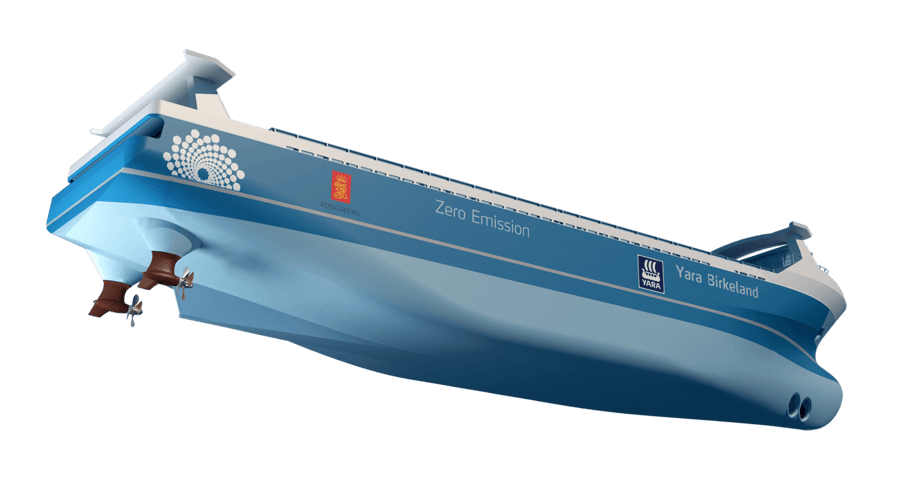 KONGSBERG
Zero Emission
YARA
Yara Birkeland